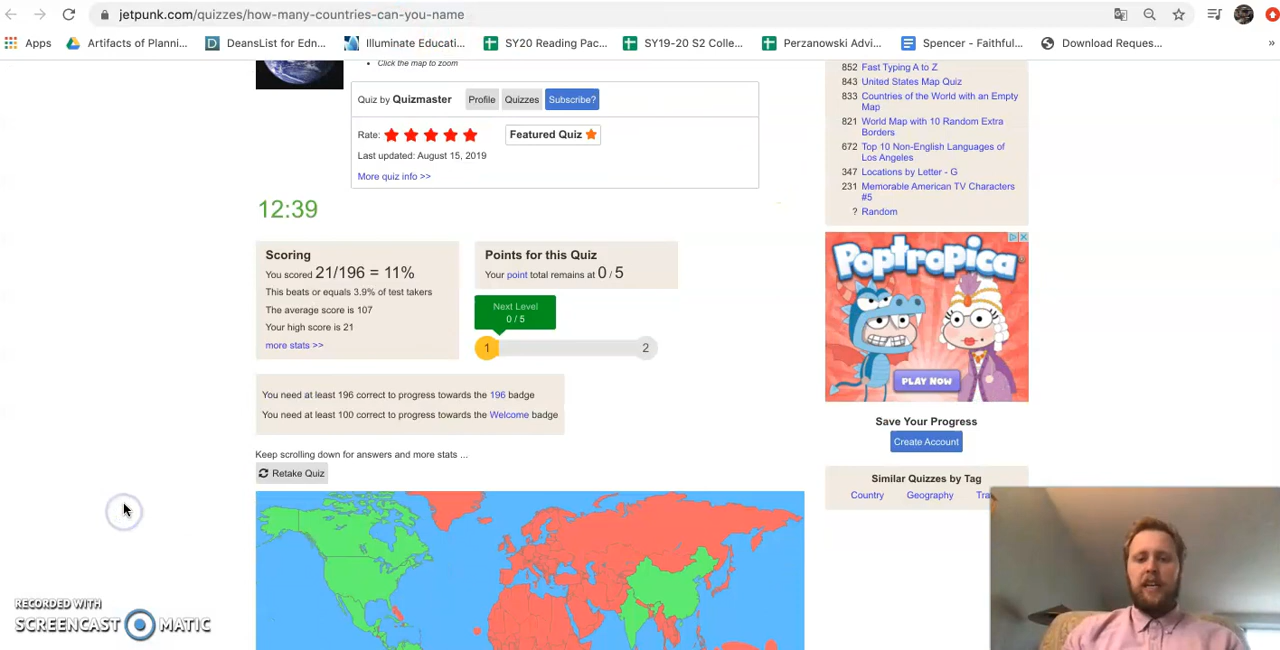 jetpunk.com/quizzes/how-many-countries-can-you-name
Apps Artifacts of Planni... DeansList for Edn... Illuminate Educati... SY20 Reading Pac... SY19-20 S2 Colle... Perzanowski Advi... Spencer - Faithful... Download Reques... »
Click the map to zoom
Quiz by Quizmaster Profile Quizzes Subscribe?
Rate: Featured Quiz
Last updated: August 15, 2019
More quiz info >>
12:39
Scoring
You scored 21/196 = 11%
This beats or equals 3.9% of test takers
The average score is 107
Your high score is 21
more stats >>
Points for this Quiz
Your point total remains at 0 / 5
Next Level
0 / 5
1 2
You need at least 196 correct to progress towards the 196 badge
You need at least 100 correct to progress towards the Welcome badge
Keep scrolling down for answers and more stats ...
Retake Quiz
852 Fast Typing A to Z
843 United States Map Quiz
833 Countries of the World with an Empty
Map
821 World Map with 10 Random Extra
Borders
672 Top 10 Non-English Languages of
Los Angeles
347 Locations by Letter - G
231 Memorable American TV Characters
#5
? Random
Poptropica
PLAY NOW
Save Your Progress
Create Account
Similar Quizzes by Tag
Country Geography
RECORDED WITH
SCREENCAST MATIC